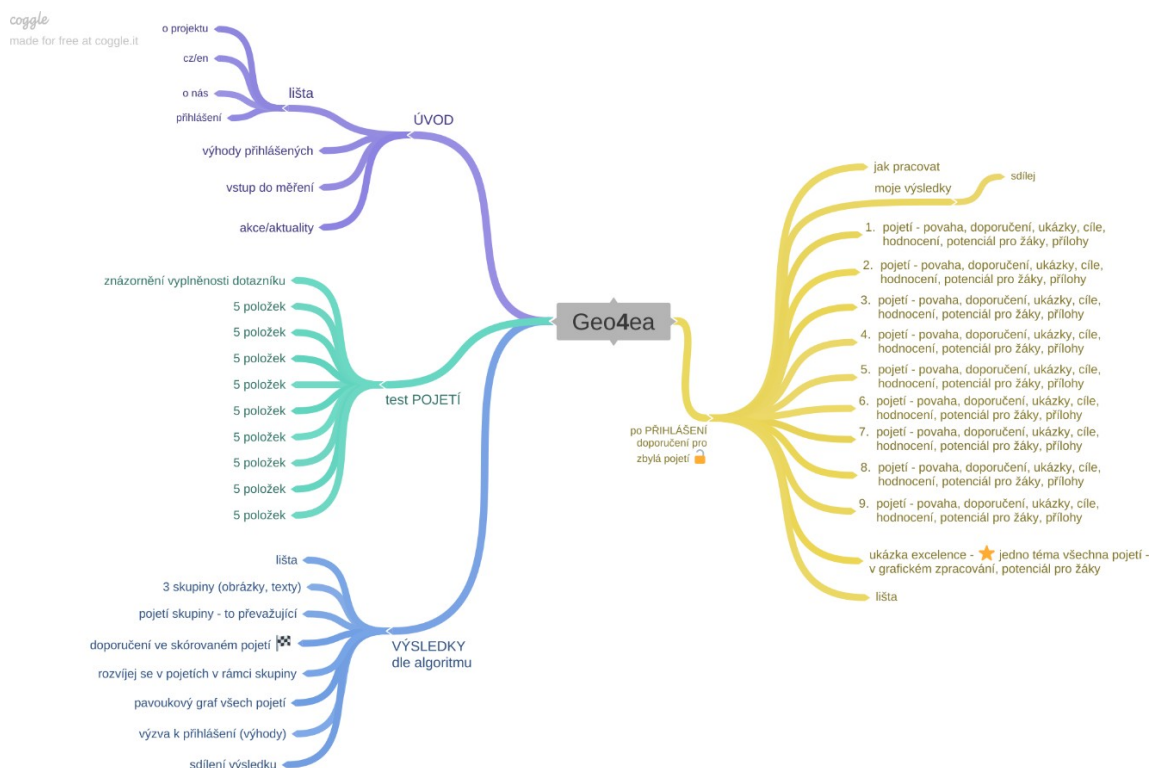 coggle
made for free at coggle.it
o projektu
cz/en
o nás
přihlášení
lišta
ÚVOD
výhody přihlášených
vstup do měření
akce/aktuality
znázornění vyplněnosti dotazníku
5 položek
5 položek
5 položek
5 položek
5 položek
5 položek
5 položek
5 položek
5 položek
test POJETÍ
lišta
3 skupiny (obrázky, texty)
pojetí skupiny - to převažující
doporučení ve skórovaném pojetí
rozvíjej se v pojetích v rámci skupiny
pavoukový graf všech pojetí
výzva k přihlášení (výhody)
sdílení výsledku
VÝSLEDKY
dle algoritmu
Geo4ea
po PŘIHLÁŠENÍ
doporučení pro
zbylá pojetí
jak pracovat
moje výsledky
sdílej
1. pojetí - povaha, doporučení, ukázky, cíle,
hodnocení, potenciál pro žáky, přílohy
2. pojetí - povaha, doporučení, ukázky, cíle,
hodnocení, potenciál pro žáky, přílohy
3. pojetí - povaha, doporučení, ukázky, cíle,
hodnocení, potenciál pro žáky, přílohy
4. pojetí - povaha, doporučení, ukázky, cíle,
hodnocení, potenciál pro žáky, přílohy
5. pojetí - povaha, doporučení, ukázky, cíle,
hodnocení, potenciál pro žáky, přílohy
6. pojetí - povaha, doporučení, ukázky, cíle,
hodnocení, potenciál pro žáky, přílohy
7. pojetí - povaha, doporučení, ukázky, cíle,
hodnocení, potenciál pro žáky, přílohy
8. pojetí - povaha, doporučení, ukázky, cíle,
hodnocení, potenciál pro žáky, přílohy
9. pojetí - povaha, doporučení, ukázky, cíle,
hodnocení, potenciál pro žáky, přílohy
ukázka excelence - jedno téma všechna pojetí -
v grafickém zpracování, potenciál pro žáky
lišta